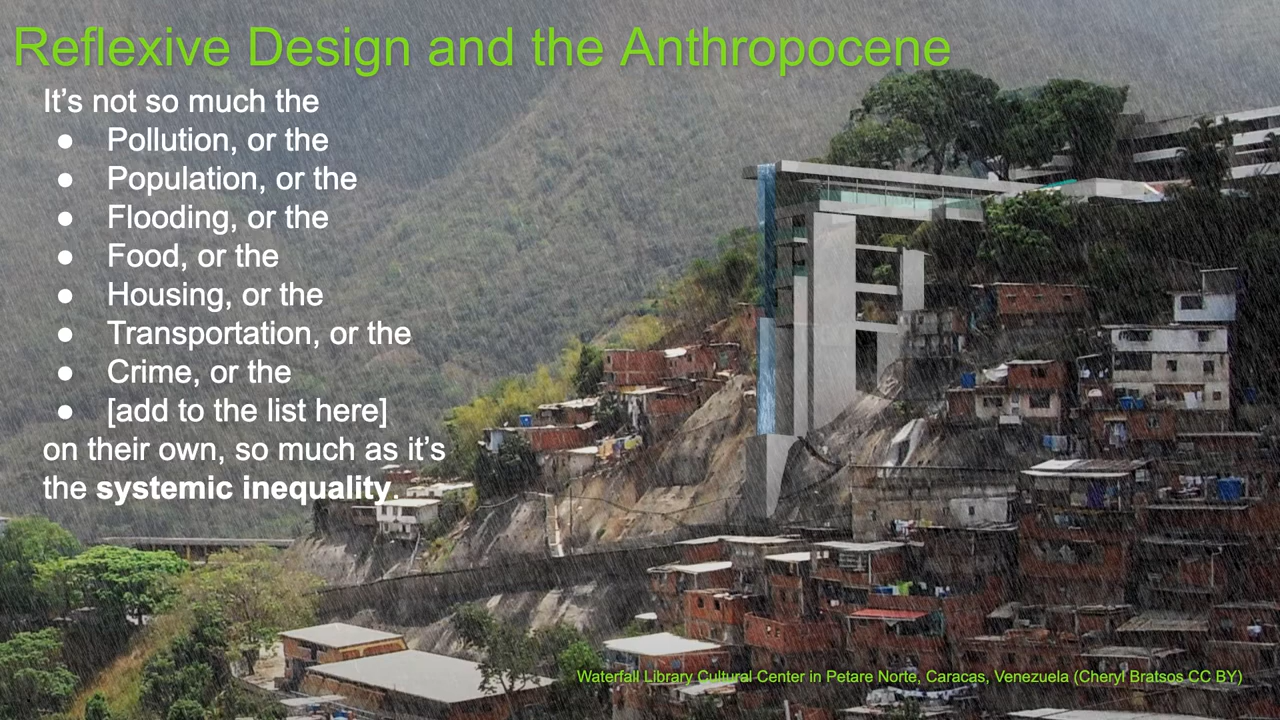 Reflexive Design and the Anthropocene
It's not so much the
● Pollution, or the
● Population, or the
● Flooding, or the
● Food, or the
● Housing, or the
● Transportation, or the
● Crime, or the
● [add to the list here]
on their own, so much as it's
the systemic inequality.
Waterfall Library Cultural Center in Petare Norte, Caracas, Venezuela (Cheryl Bratsos CC BY)